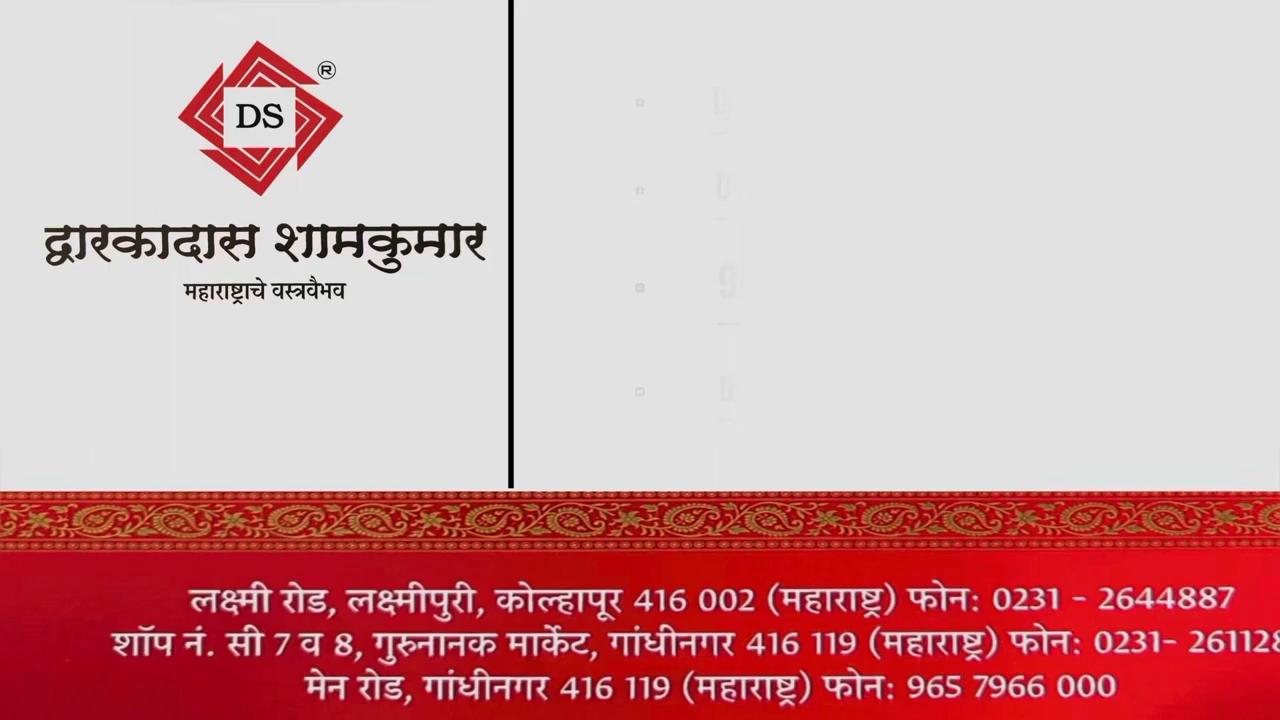 DS ®
द्वारकादास शामकुमार
महाराष्ट्राचे वस्त्रवैभव
लक्ष्मी रोड, लक्ष्मीपुरी, कोल्हापूर 416 002 (महाराष्ट्र) फोन: 0231 - 2644887
शॉप नं. सी 7 व 8, गुरुनानक मार्केट, गांधीनगर 416 119 (महाराष्ट्र) फोन: 0231-
मेन रोड, गांधीनगर 416 119 (महाराष्ट्र) फोन: 965 7966 000